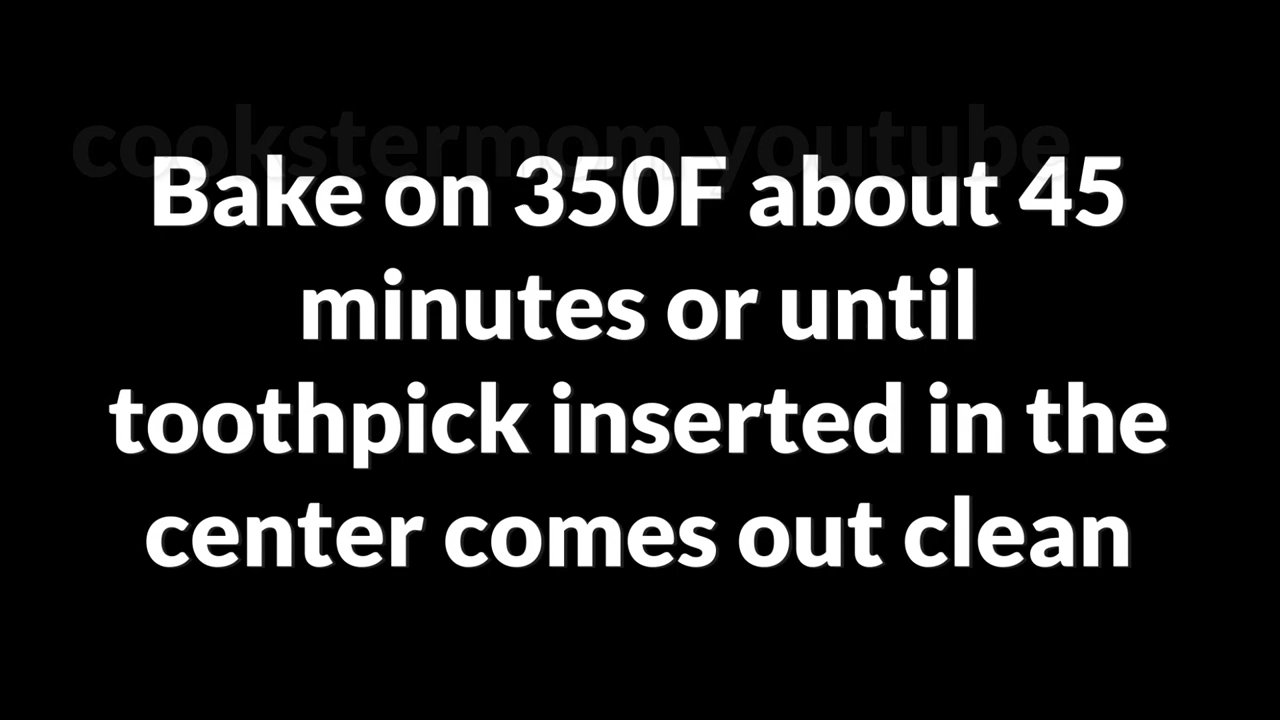 cookstermom youtube
Bake on 350F about 45
minutes or until
toothpick inserted in the
center comes out clean